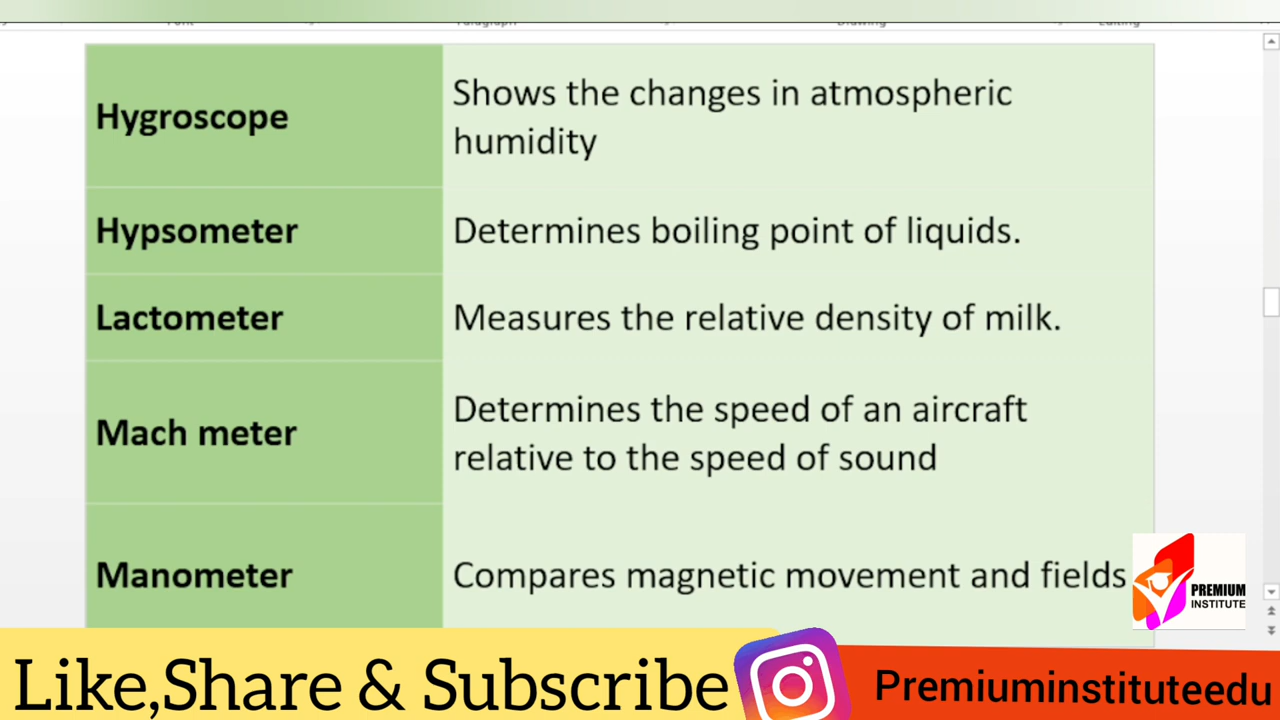 Hygroscope
Shows the changes in atmospheric
humidity
Hypsometer
Determines boiling point of liquids.
Lactometer
Measures the relative density of milk.
Mach meter
Determines the speed of an aircraft
relative to the speed of sound
Manometer
Compares magnetic movement and fields
PREMIUM
INSTITUTE
Like,Share & Subscribe
Premiuminstituteedu